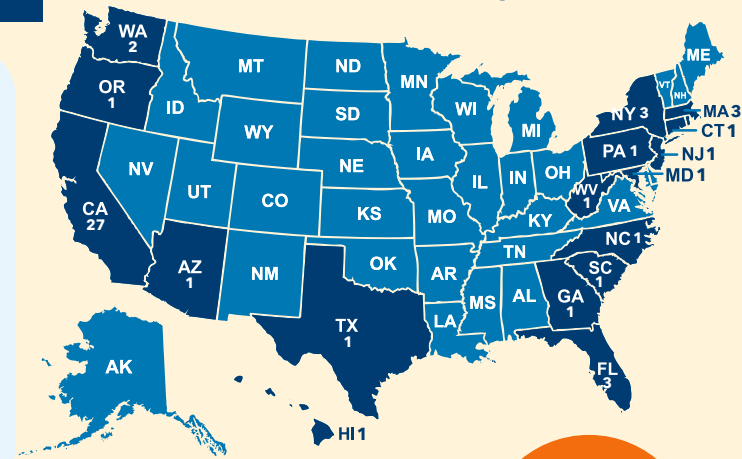 WA
2
OR
1
CA
27
ID
NV
MT
WY
UT
AZ
1
CO
NM
ND
SD
NE
KS
OK
TX
1
MN
IA
MO
AR
LA
WI
IL
MI
IN
OH
KY
TN
MS
AL
GA
1
FL
3
SC
1
NC 1
VA
WV
1
PA 1
NY 3
VT
NH
ME
MA 3
CT 1
NJ 1
MD 1
AK
HI 1